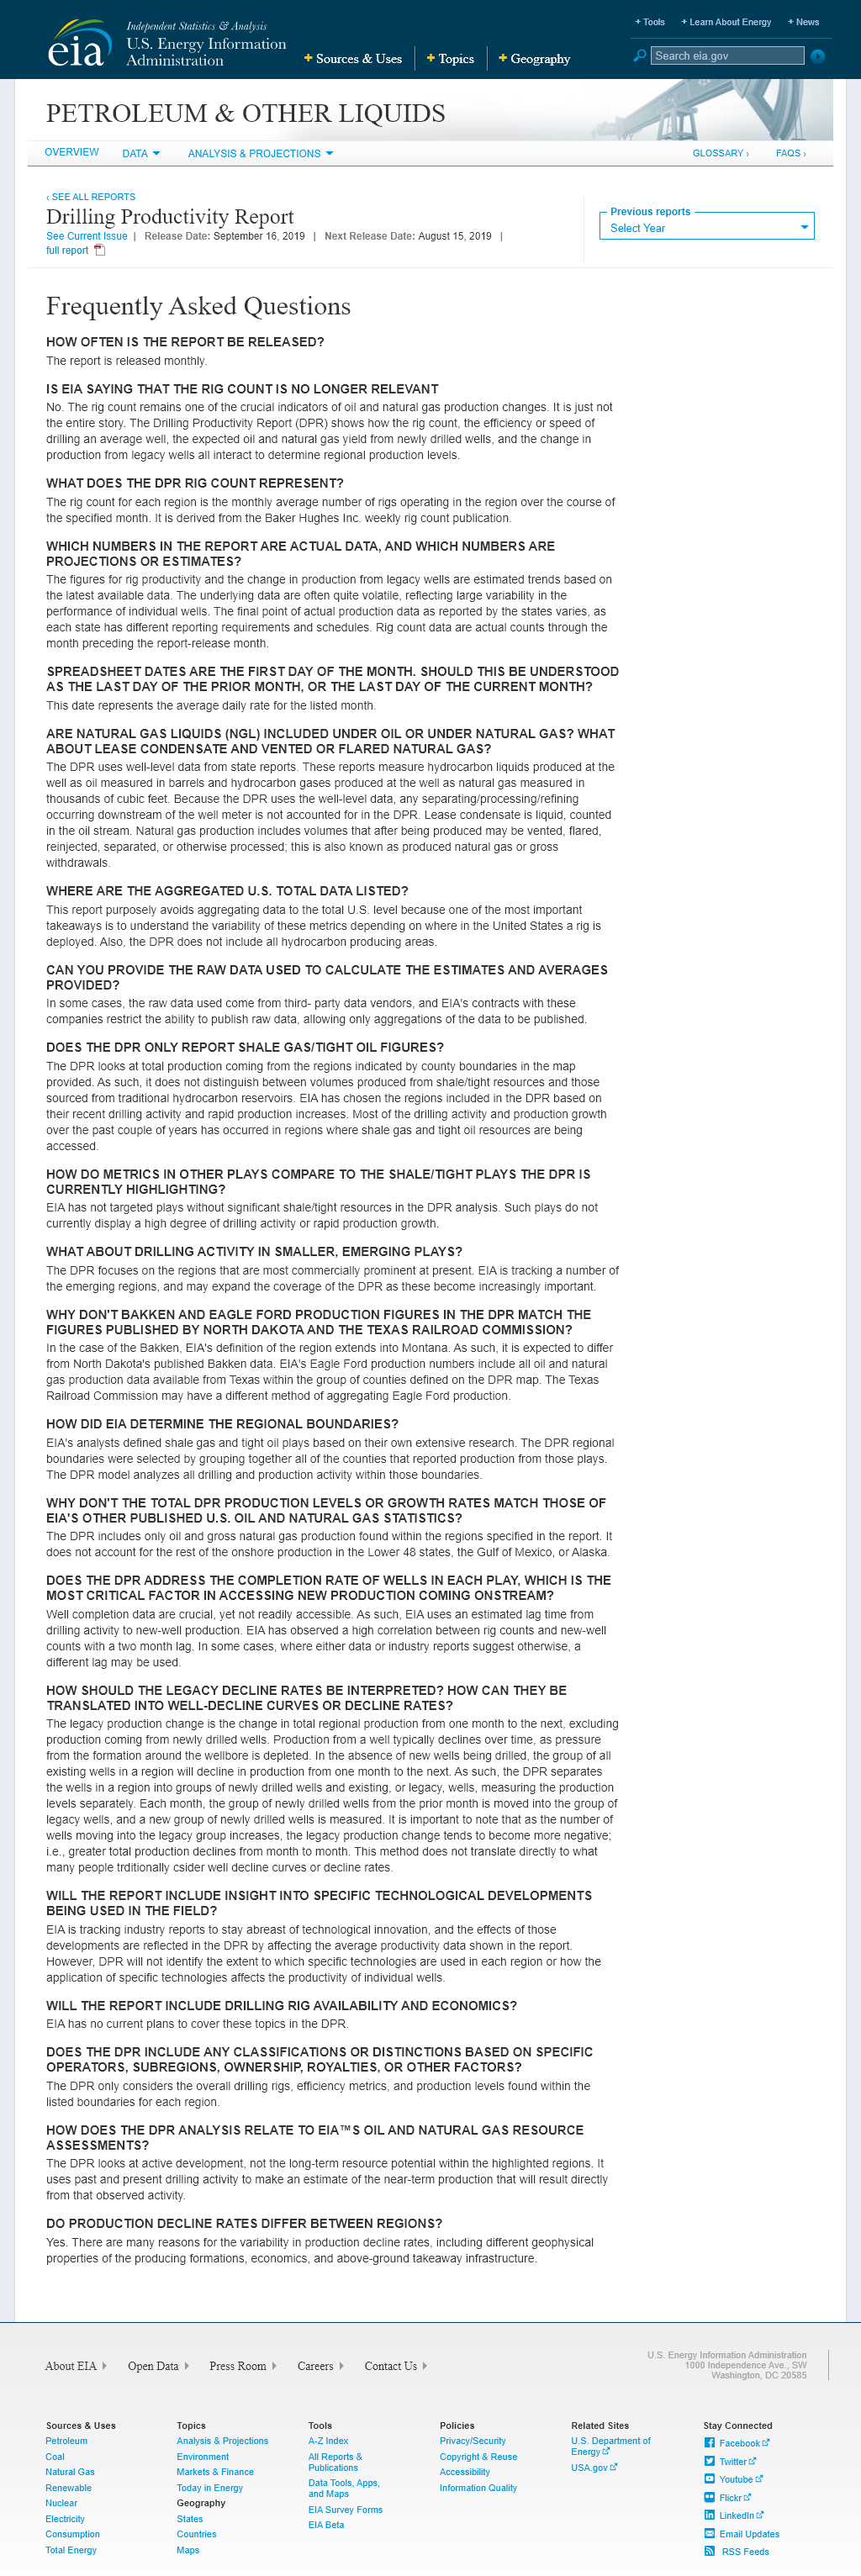 Independent Statistics & Analysis
eia
U.S. Energy Information
Administration
+ Tools + Learn About Energy + News
+ Sources & Uses + Topics + Geography
Search eia.gov
PETROLEUM & OTHER LIQUIDS
OVERVIEW DATA ANALYSIS & PROJECTIONS GLOSSARY › FAQS ›
‹ SEE ALL REPORTS
Drilling Productivity Report
See Current Issue | Release Date: September 16, 2019 | Next Release Date: August 15, 2019 |
full report
Previous reports
Select Year
Frequently Asked Questions
HOW OFTEN IS THE REPORT BE RELEASED?
The report is released monthly.
IS EIA SAYING THAT THE RIG COUNT IS NO LONGER RELEVANT
No. The rig count remains one of the crucial indicators of oil and natural gas production changes. It is just not
the entire story. The Drilling Productivity Report (DPR) shows how the rig count, the efficiency or speed of
drilling an average well, the expected oil and natural gas yield from newly drilled wells, and the change in
production from legacy wells all interact to determine regional production levels.
WHAT DOES THE DPR RIG COUNT REPRESENT?
The rig count for each region is the monthly average number of rigs operating in the region over the course of
the specified month. It is derived from the Baker Hughes Inc. weekly rig count publication.
WHICH NUMBERS IN THE REPORT ARE ACTUAL DATA, AND WHICH NUMBERS ARE
PROJECTIONS OR ESTIMATES?
The figures for rig productivity and the change in production from legacy wells are estimated trends based on
the latest available data. The underlying data are often quite volatile, reflecting large variability in the
performance of individual wells. The final point of actual production data as reported by the states varies, as
each state has different reporting requirements and schedules. Rig count data are actual counts through the
month preceding the report-release month.
SPREADSHEET DATES ARE THE FIRST DAY OF THE MONTH. SHOULD THIS BE UNDERSTOOD
AS THE LAST DAY OF THE PRIOR MONTH, OR THE LAST DAY OF THE CURRENT MONTH?
This date represents the average daily rate for the listed month.
ARE NATURAL GAS LIQUIDS (NGL) INCLUDED UNDER OIL OR UNDER NATURAL GAS? WHAT
ABOUT LEASE CONDENSATE AND VENTED OR FLARED NATURAL GAS?
The DPR uses well-level data from state reports. These reports measure hydrocarbon liquids produced at the
well as oil measured in barrels and hydrocarbon gases produced at the well as natural gas measured in
thousands of cubic feet. Because the DPR uses the well-level data, any separating/processing/refining
occurring downstream of the well meter is not accounted for in the DPR. Lease condensate is liquid, counted
in the oil stream. Natural gas production includes volumes that after being produced may be vented, flared,
reinjected, separated, or otherwise processed; this is also known as produced natural gas or gross
withdrawals.
WHERE ARE THE AGGREGATED U.S. TOTAL DATA LISTED?
This report purposely avoids aggregating data to the total U.S. level because one of the most important
takeaways is to understand the variability of these metrics depending on where in the United States a rig is
deployed. Also, the DPR does not include all hydrocarbon producing areas.
CAN YOU PROVIDE THE RAW DATA USED TO CALCULATE THE ESTIMATES AND AVERAGES
PROVIDED?
In some cases, the raw data used come from third- party data vendors, and EIA's contracts with these
companies restrict the ability to publish raw data, allowing only aggregations of the data to be published.
DOES THE DPR ONLY REPORT SHALE GAS/TIGHT OIL FIGURES?
The DPR looks at total production coming from the regions indicated by county boundaries in the map
provided. As such, it does not distinguish between volumes produced from shale/tight resources and those
sourced from traditional hydrocarbon reservoirs. EIA has chosen the regions included in the DPR based on
their recent drilling activity and rapid production increases. Most of the drilling activity and production growth
over the past couple of years has occurred in regions where shale gas and tight oil resources are being
accessed.
HOW DO METRICS IN OTHER PLAYS COMPARE TO THE SHALE/TIGHT PLAYS THE DPR IS
CURRENTLY HIGHLIGHTING?
EIA has not targeted plays without significant shale/tight resources in the DPR analysis. Such plays do not
currently display a high degree of drilling activity or rapid production growth.
WHAT ABOUT DRILLING ACTIVITY IN SMALLER, EMERGING PLAYS?
The DPR focuses on the regions that are most commercially prominent at present. EIA is tracking a number of
the emerging regions, and may expand the coverage of the DPR as these become increasingly important.
WHY DON'T BAKKEN AND EAGLE FORD PRODUCTION FIGURES IN THE DPR MATCH THE
FIGURES PUBLISHED BY NORTH DAKOTA AND THE TEXAS RAILROAD COMMISSION?
In the case of the Bakken, EIA's definition of the region extends into Montana. As such, it is expected to differ
from North Dakota's published Bakken data. EIA's Eagle Ford production numbers include all oil and natural
gas production data available from Texas within the group of counties defined on the DPR map. The Texas
Railroad Commission may have a different method of aggregating Eagle Ford production.
HOW DID EIA DETERMINE THE REGIONAL BOUNDARIES?
EIA's analysts defined shale gas and tight oil plays based on their own extensive research. The DPR regional
boundaries were selected by grouping together all of the counties that reported production from those plays.
The DPR model analyzes all drilling and production activity within those boundaries.
WHY DON'T THE TOTAL DPR PRODUCTION LEVELS OR GROWTH RATES MATCH THOSE OF
EIA'S OTHER PUBLISHED U.S. OIL AND NATURAL GAS STATISTICS?
The DPR includes only oil and gross natural gas production found within the regions specified in the report. It
does not account for the rest of the onshore production in the Lower 48 states, the Gulf of Mexico, or Alaska.
DOES THE DPR ADDRESS THE COMPLETION RATE OF WELLS IN EACH PLAY, WHICH IS THE
MOST CRITICAL FACTOR IN ACCESSING NEW PRODUCTION COMING ONSTREAM?
Well completion data are crucial, yet not readily accessible. As such, EIA uses an estimated lag time from
drilling activity to new-well production. EIA has observed a high correlation between rig counts and new-well
counts with a two month lag. In some cases, where either data or industry reports suggest otherwise, a
different lag may be used.
HOW SHOULD THE LEGACY DECLINE RATES BE INTERPRETED? HOW CAN THEY BE
TRANSLATED INTO WELL-DECLINE CURVES OR DECLINE RATES?
The legacy production change is the change in total regional production from one month to the next, excluding
production coming from newly drilled wells. Production from a well typically declines over time, as pressure
from the formation around the wellbore is depleted. In the absence of new wells being drilled, the group of all
existing wells in a region will decline in production from one month to the next. As such, the DPR separates
the wells in a region into groups of newly drilled wells and existing, or legacy, wells, measuring the production
levels separately. Each month, the group of newly drilled wells from the prior month is moved into the group of
legacy wells, and a new group of newly drilled wells is measured. It is important to note that as the number of
wells moving into the legacy group increases, the legacy production change tends to become more negative;
i.e., greater total production declines from month to month. This method does not translate directly to what
many people trditionally csider well decline curves or decline rates.
WILL THE REPORT INCLUDE INSIGHT INTO SPECIFIC TECHNOLOGICAL DEVELOPMENTS
BEING USED IN THE FIELD?
EIA is tracking industry reports to stay abreast of technological innovation, and the effects of those
developments are reflected in the DPR by affecting the average productivity data shown in the report.
However, DPR will not identify the extent to which specific technologies are used in each region or how the
application of specific technologies affects the productivity of individual wells.
WILL THE REPORT INCLUDE DRILLING RIG AVAILABILITY AND ECONOMICS?
EIA has no current plans to cover these topics in the DPR.
DOES THE DPR INCLUDE ANY CLASSIFICATIONS OR DISTINCTIONS BASED ON SPECIFIC
OPERATORS, SUBREGIONS, OWNERSHIP, ROYALTIES, OR OTHER FACTORS?
The DPR only considers the overall drilling rigs, efficiency metrics, and production levels found within the
listed boundaries for each region.
HOW DOES THE DPR ANALYSIS RELATE TO EIA™S OIL AND NATURAL GAS RESOURCE
ASSESSMENTS?
The DPR looks at active development, not the long-term resource potential within the highlighted regions. It
uses past and present drilling activity to make an estimate of the near-term production that will result directly
from that observed activity.
DO PRODUCTION DECLINE RATES DIFFER BETWEEN REGIONS?
Yes. There are many reasons for the variability in production decline rates, including different geophysical
properties of the producing formations, economics, and above-ground takeaway infrastructure.
About EIA Open Data Press Room Careers Contact Us
U.S. Energy Information Administration
1000 Independence Ave., SW
Washington, DC 20585
Sources & Uses
Petroleum
Coal
Natural Gas
Renewable
Nuclear
Electricity
Consumption
Total Energy
Topics
Analysis & Projections
Environment
Markets & Finance
Today in Energy
Geography
States
Countries
Maps
Tools
A-Z Index
All Reports &
Publications
Data Tools, Apps,
and Maps
EIA Survey Forms
EIA Beta
Policies
Privacy/Security
Copyright & Reuse
Accessibility
Information Quality
Related Sites
U.S. Department of
Energy
USA.gov
Stay Connected
Facebook
Twitter
Youtube
Flickr
LinkedIn
Email Updates
RSS Feeds